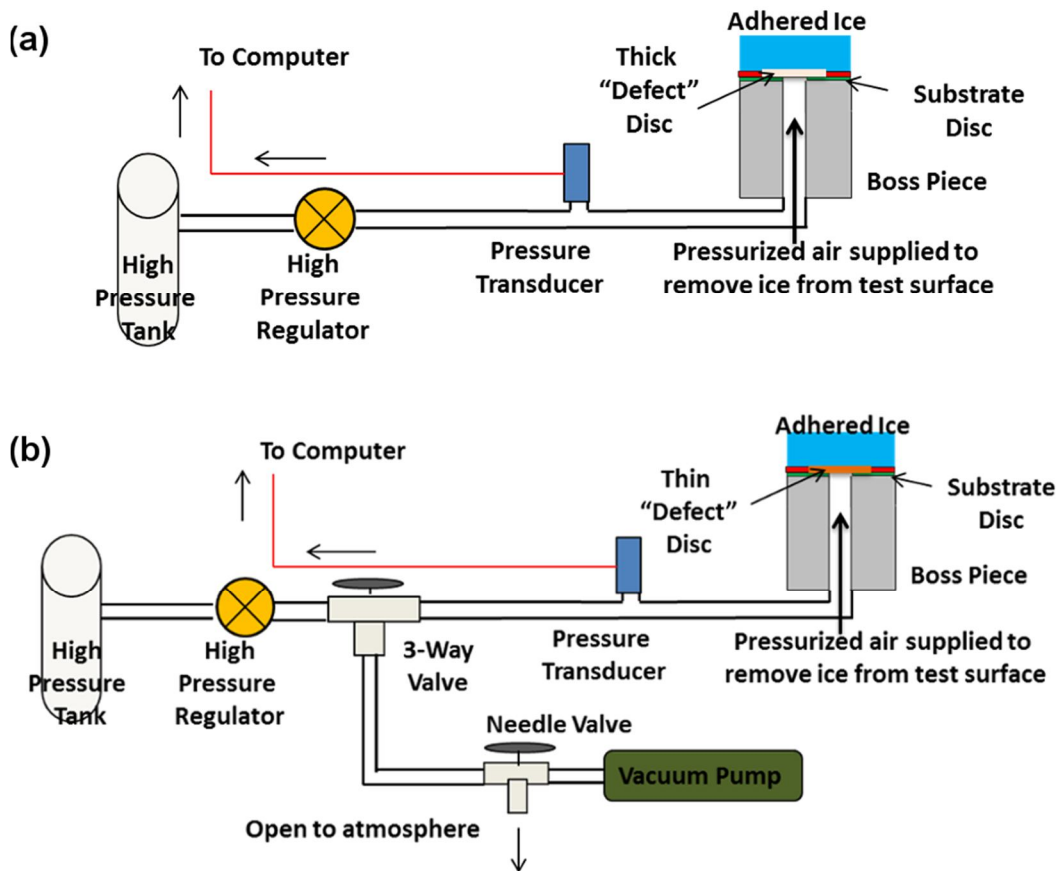 (a)
Adhered Ice
To Computer
Thick
"Defect"
Disc
Substrate
Disc
Boss Piece
High
Pressure
Tank
High
Pressure
Regulator
Pressure
Transducer
Pressurized air supplied to
remove ice from test surface
(b)
Adhered Ice
To Computer
Thin
"Defect"
Disc
Substrate
Disc
Boss Piece
High
Pressure
Tank
High
Pressure
Regulator
3-Way
Valve
Pressure
Transducer
Pressurized air supplied to
remove ice from test surface
Needle Valve
Vacuum Pump
Open to atmosphere